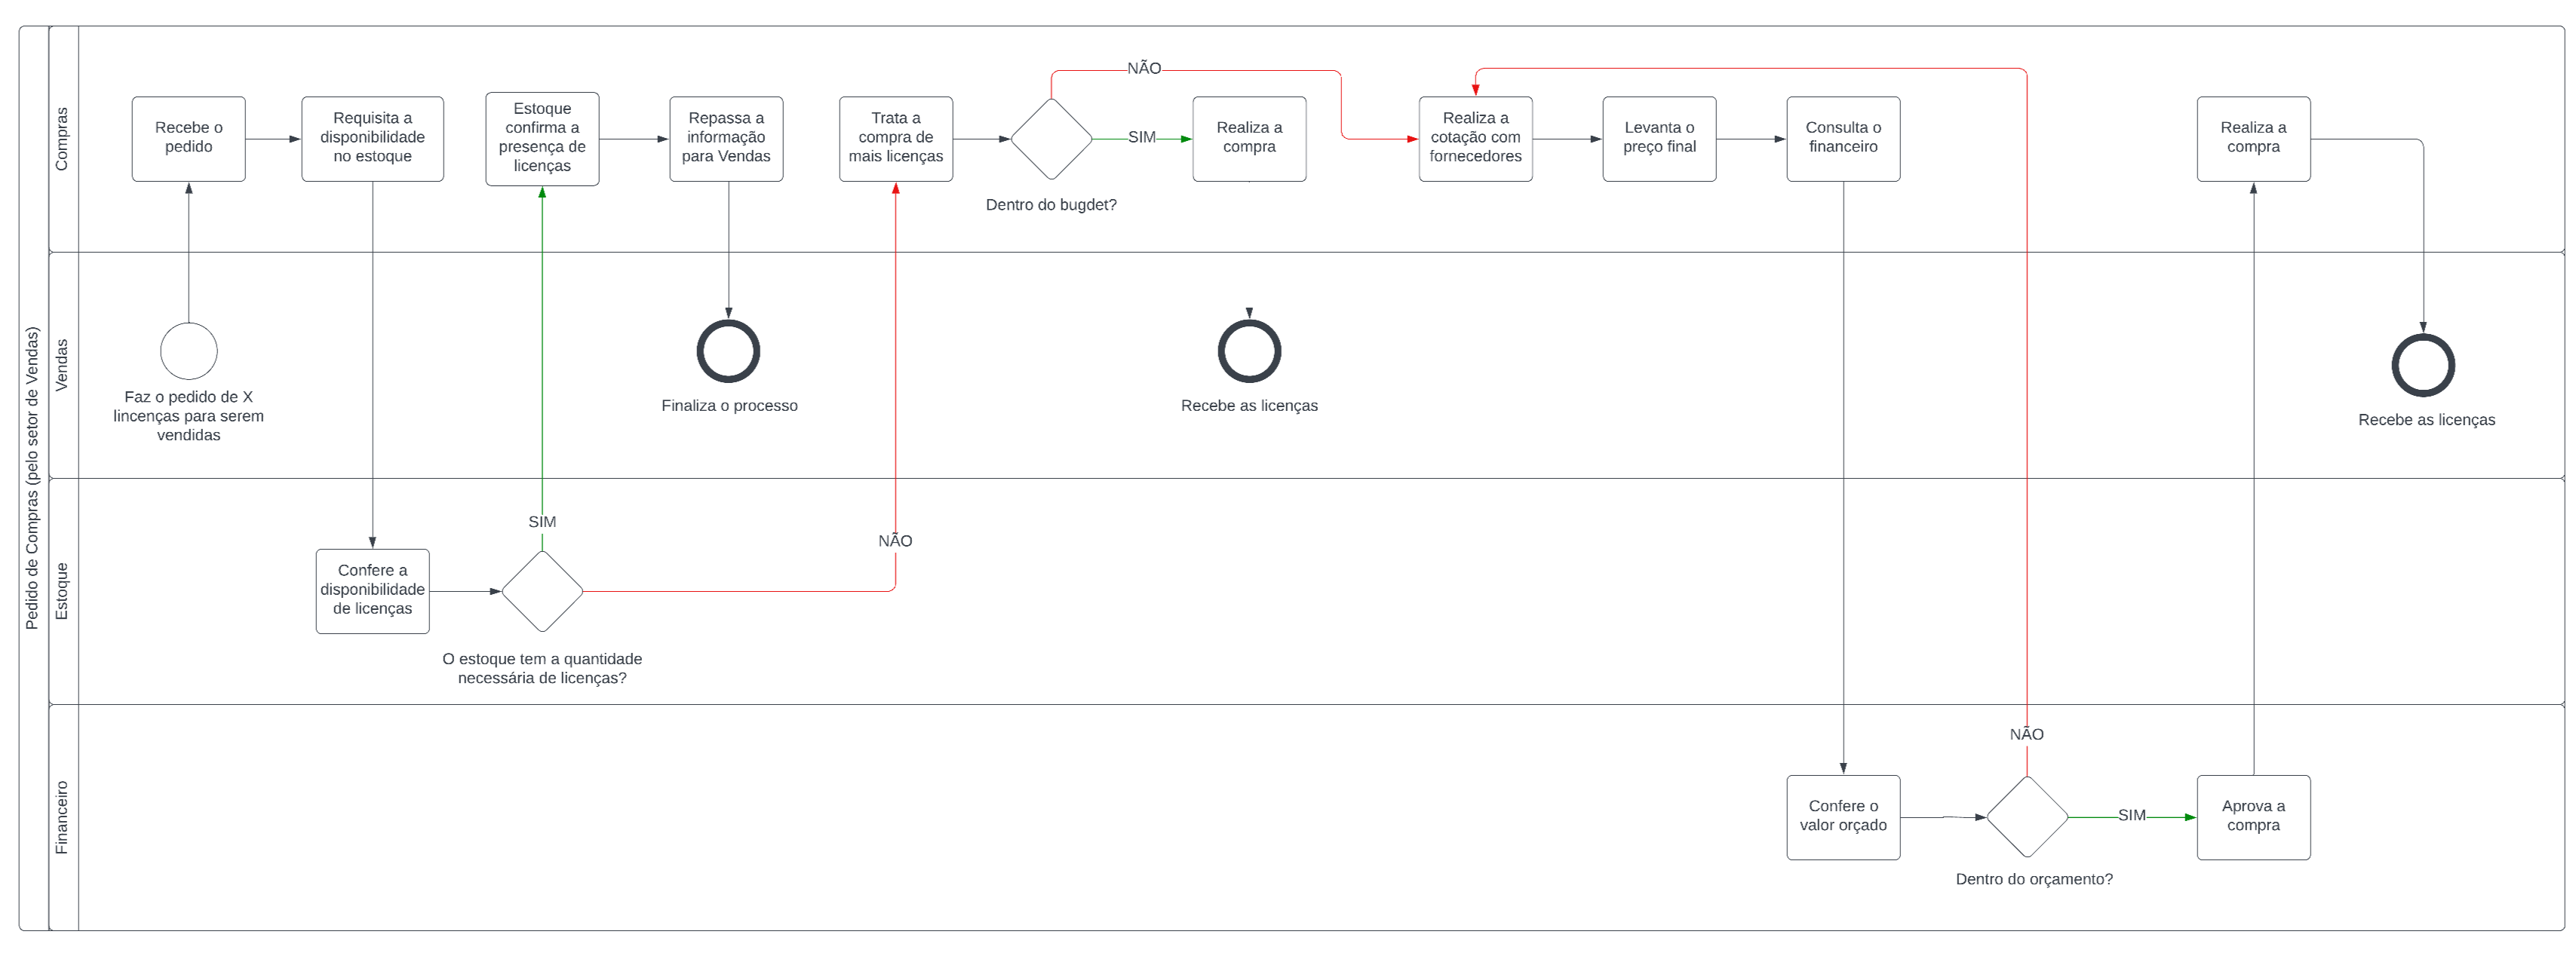 Pedido de Compras (pelo setor de Vendas)
Compras
Recebe o
pedido
Requisita a
disponibilidade
no estoque
Estoque
confirma a
presença de
licenças
Repassa a
informação
para Vendas
Trata a
compra de
mais licenças
NÃO
SIM
Dentro do bugdet?
Realiza a
compra
Realiza a
cotação com
fornecedores
Levanta o
preço final
Consulta o
financeiro
Realiza a
compra
Vendas
Faz o pedido de X
lincenças para serem
vendidas
Finaliza o processo
Recebe as licenças
Recebe as licenças
Estoque
Confere a
disponibilidade
de licenças
SIM
NÃO
O estoque tem a quantidade
necessária de licenças?
Financeiro
Confere o
valor orçado
NÃO
SIM
Dentro do orçamento?
Aprova a
compra